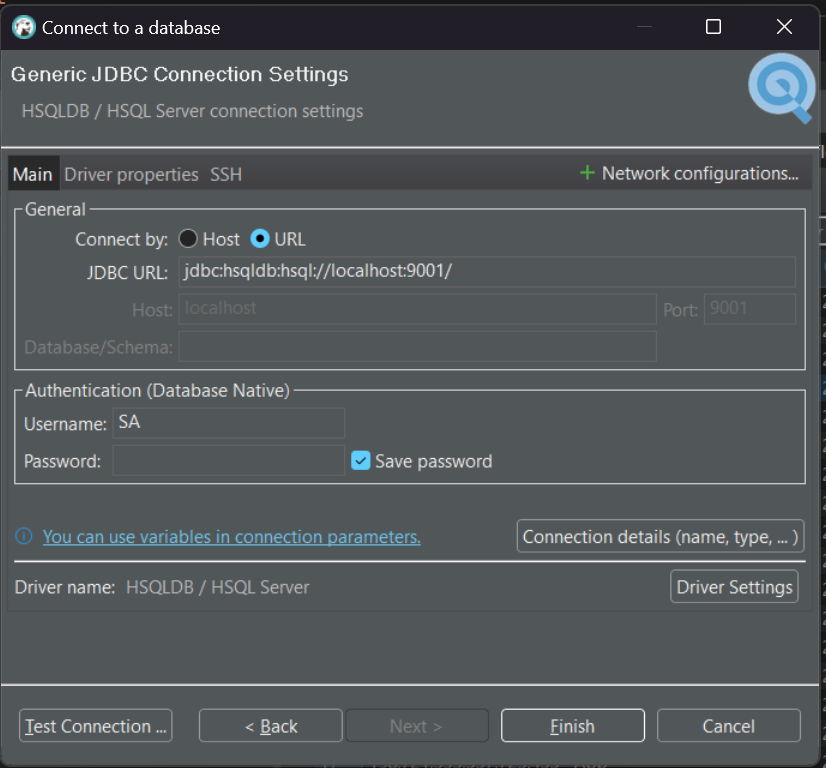 Connect to a database
Generic JDBC Connection Settings
HSQLDB / HSQL Server connection settings
Main Driver properties SSH + Network configurations...
General
Connect by: Host URL
JDBC URL: jdbc:hsqldb:hsql://localhost:9001/
Host: localhost Port: 9001
Database/Schema:
Authentication (Database Native)
Username: SA
Password: Save password
You can use variables in connection parameters. Connection details (name, type, ... )
Driver name: HSQLDB / HSQL Server Driver Settings
Test Connection ... < Back Next > Finish Cancel